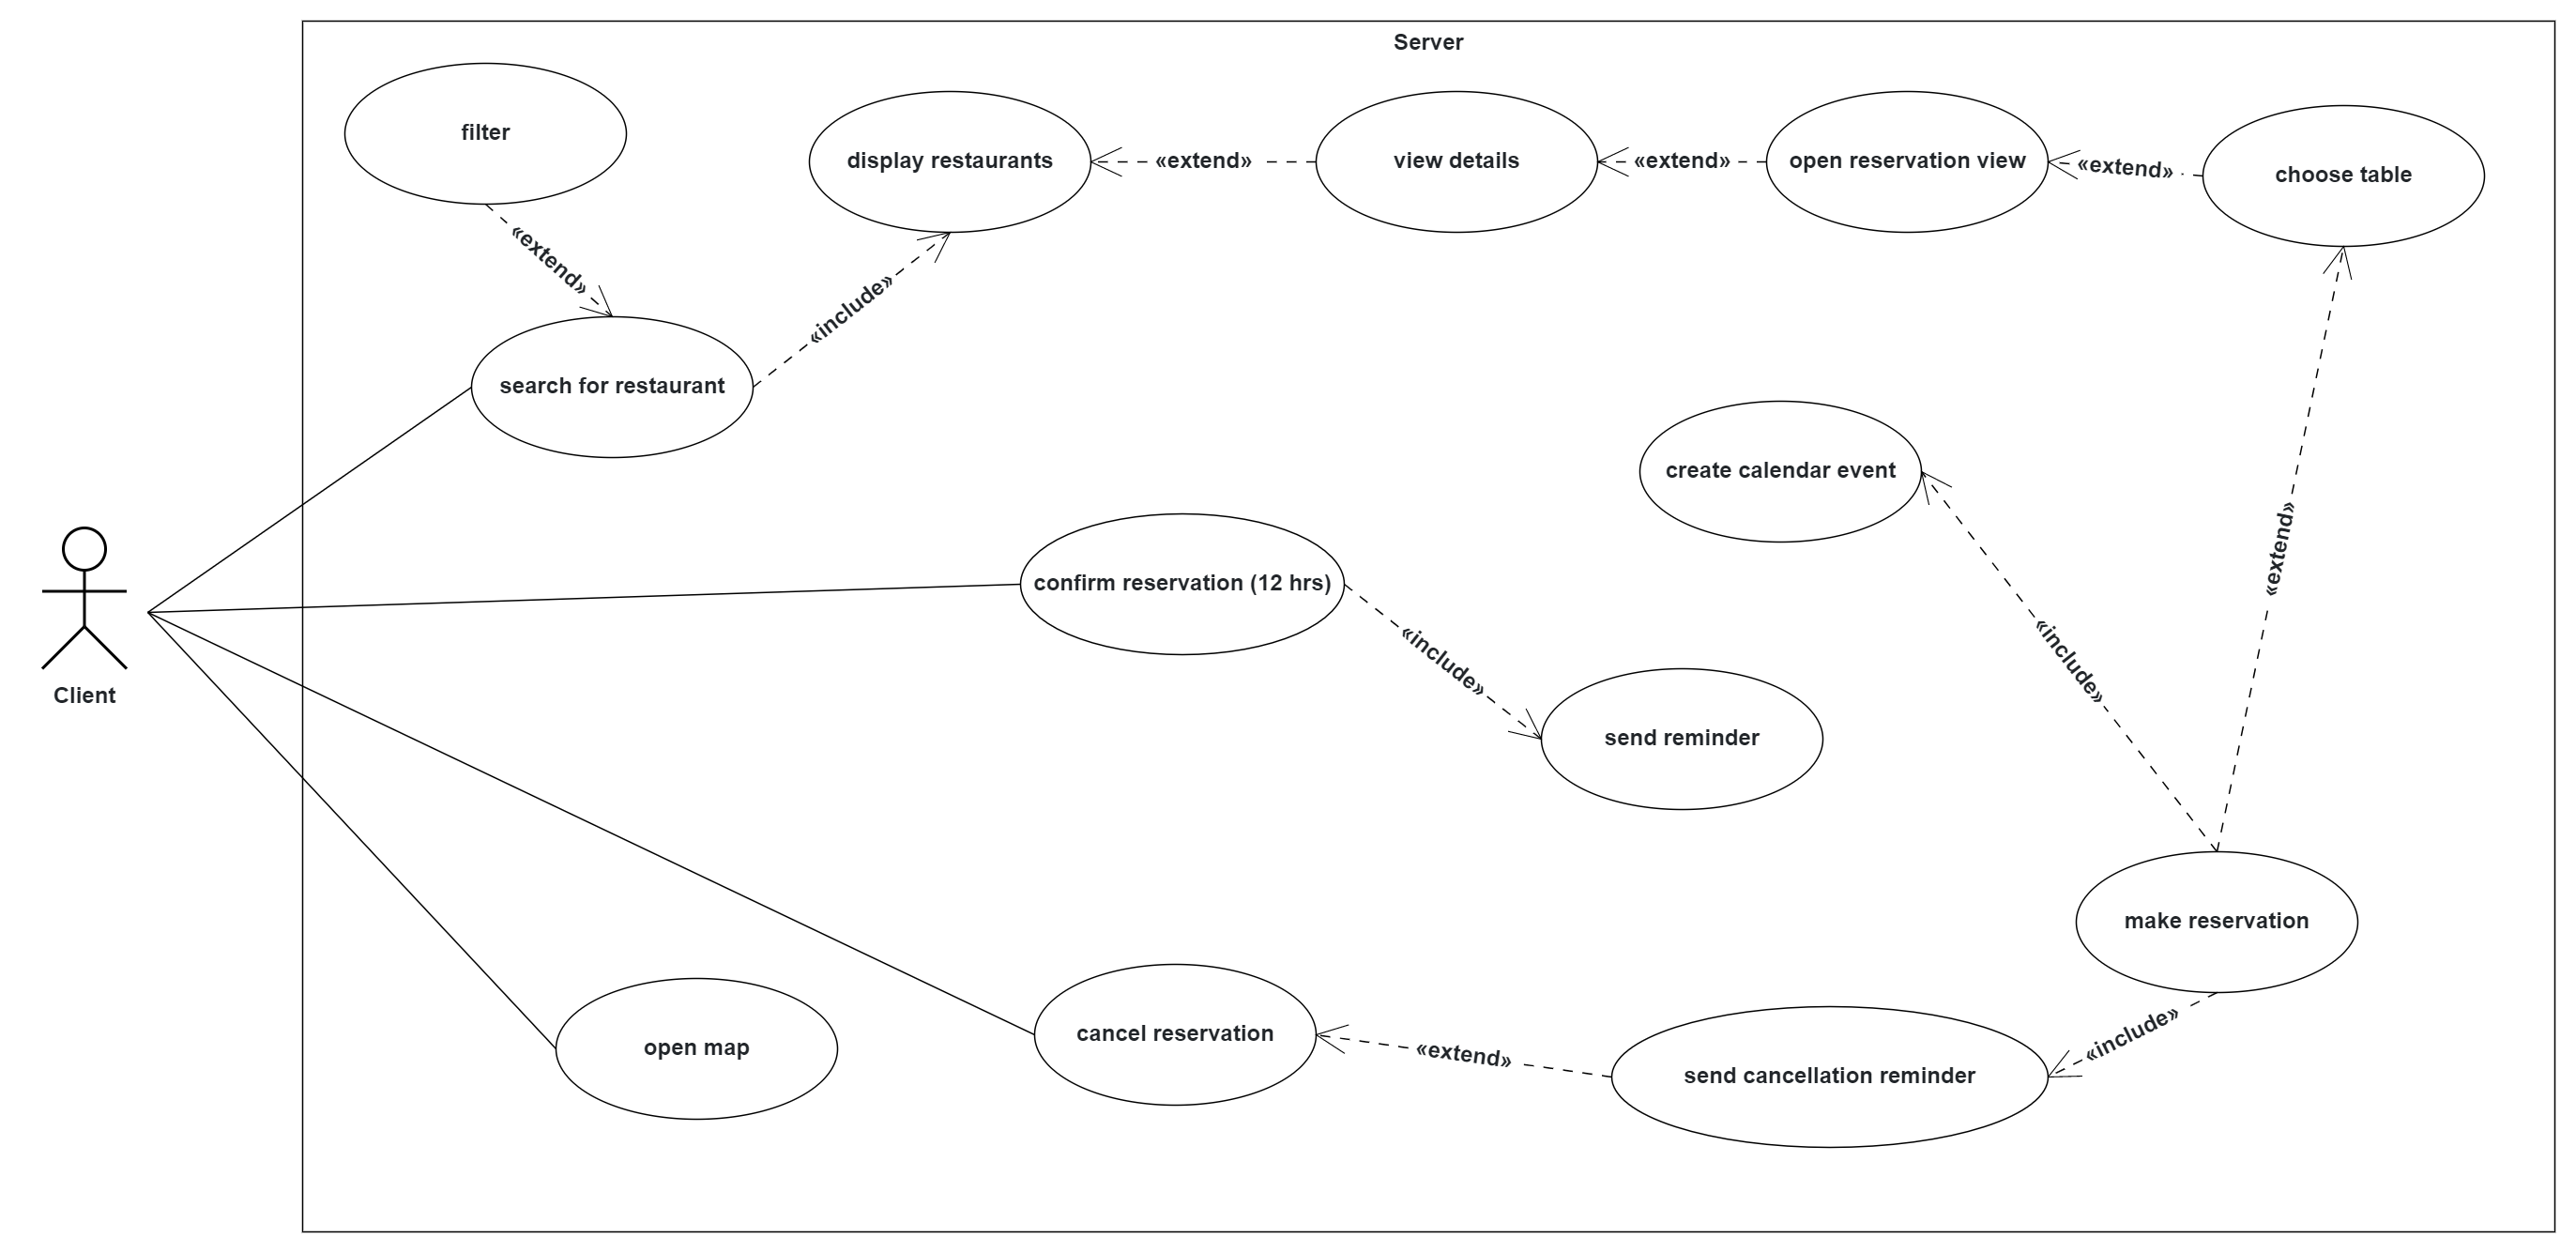 Server
filter
display restaurants
«extend»
view details
«extend»
open reservation view
«extend»
choose table
«extend»
«include»
search for restaurant
create calendar event
«extend»
confirm reservation (12 hrs)
«include»
«include»
Client
send reminder
make reservation
cancel reservation
«include»
open map
«extend»
send cancellation reminder